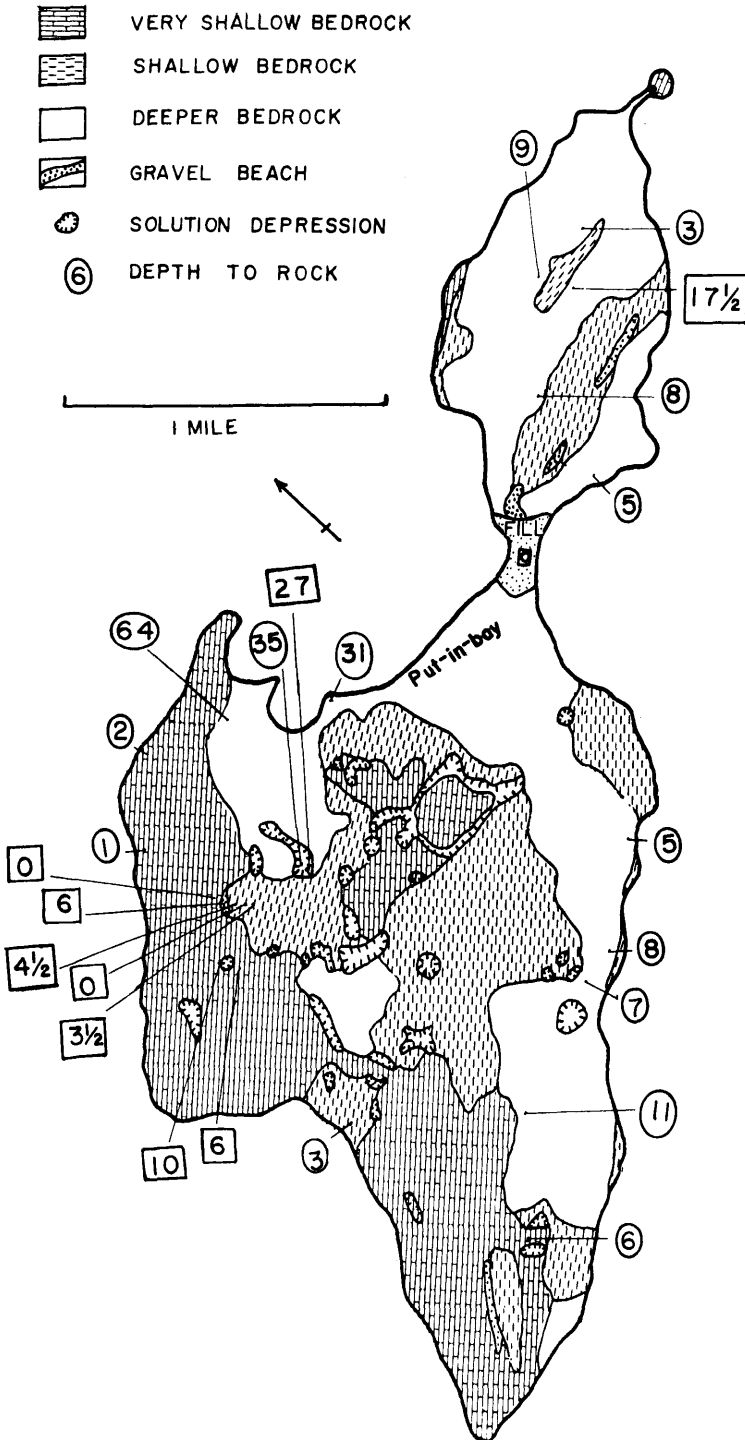 VERY SHALLOW BEDROCK
SHALLOW BEDROCK
DEEPER BEDROCK
GRAVEL BEACH
SOLUTION DEPRESSION
6 DEPTH TO ROCK
1 MILE
9
3
17½
8
5
FILL
27
64
35
31
Put-in-bay
2
1
0
6
4½
0
3½
5
8
7
10
6
3
11
6